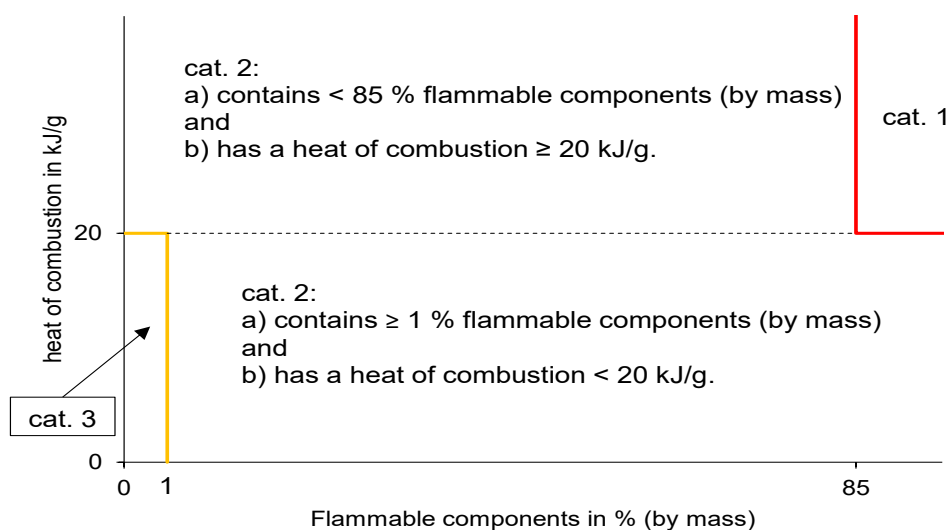 cat. 2:
a) contains < 85 % flammable components (by mass)
and
b) has a heat of combustion ≥ 20 kJ/g.
cat. 1
heat of combustion in kJ/g
20
cat. 2:
a) contains ≥ 1 % flammable components (by mass)
and
b) has a heat of combustion < 20 kJ/g.
cat. 3
0
0
1
85
Flammable components in % (by mass)